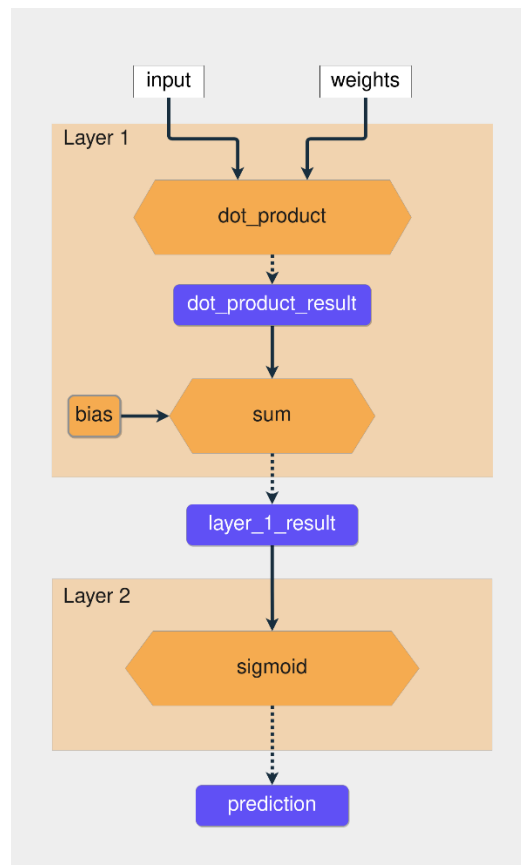 input
weights
Layer 1
dot_product
dot_product_result
bias
sum
layer_1_result
Layer 2
sigmoid
prediction